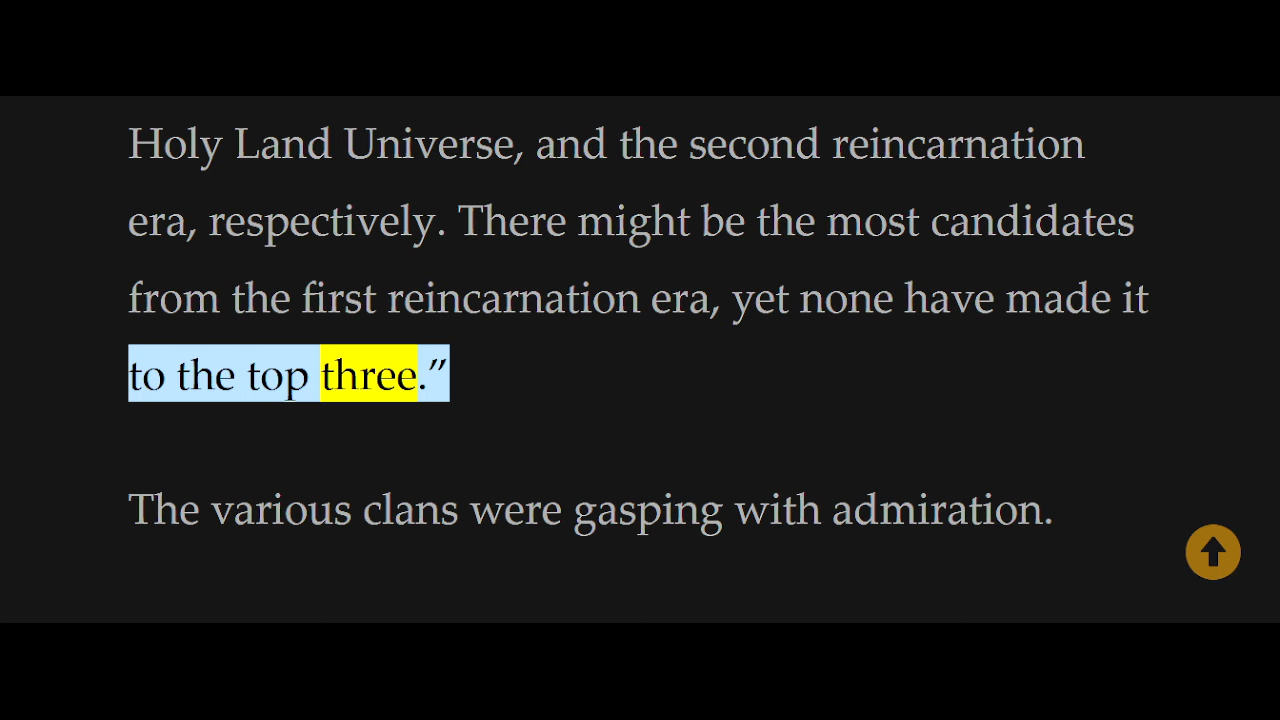 Holy Land Universe, and the second reincarnation
era, respectively. There might be the most candidates
from the first reincarnation era, yet none have made it
to the top three.”
The various clans were gasping with admiration.